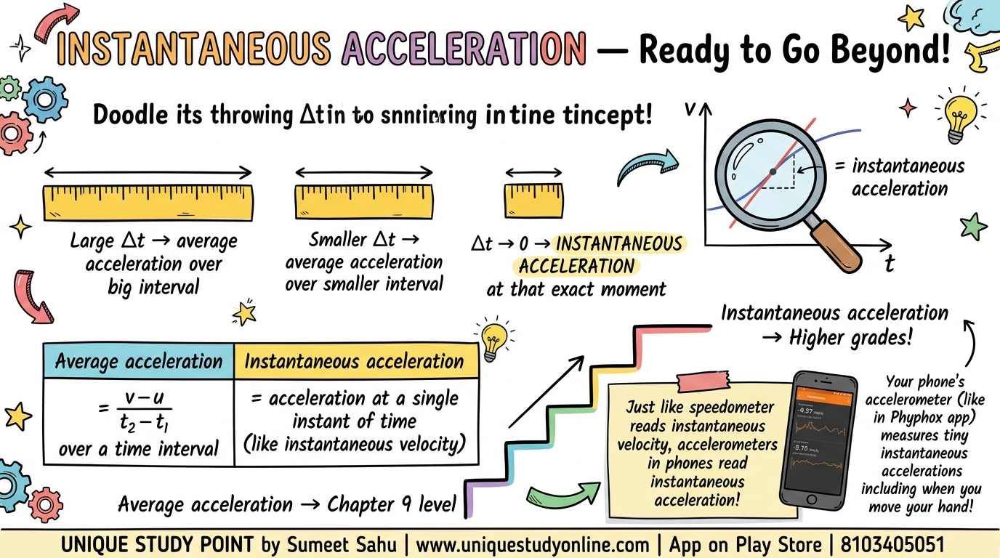 INSTANTANEOUS ACCELERATION — Ready to Go Beyond!
Doodle its throwing Δt in to in tine tincept!
v
= instantaneous
acceleration
t
Large Δt → average
acceleration over
big interval
Smaller Δt →
average acceleration
over smaller interval
Δt → 0 → INSTANTANEOUS
ACCELERATION
at that exact moment
Instantaneous acceleration
→ Higher grades!
Average acceleration
= v – u / t₂ – t₁
over a time interval
Instantaneous acceleration
= acceleration at a single
instant of time
(like instantaneous velocity)
Average acceleration → Chapter 9 level
Just like speedometer
reads instantaneous
velocity, accelerometers
in phones read
instantaneous
acceleration!
Your phone's
accelerometer (like
in Phyphox app)
measures tiny
instantaneous
accelerations
including when you
move your hand!
UNIQUE STUDY POINT by Sumeet Sahu | www.uniquestudyonline.com | App on Play Store | 8103405051